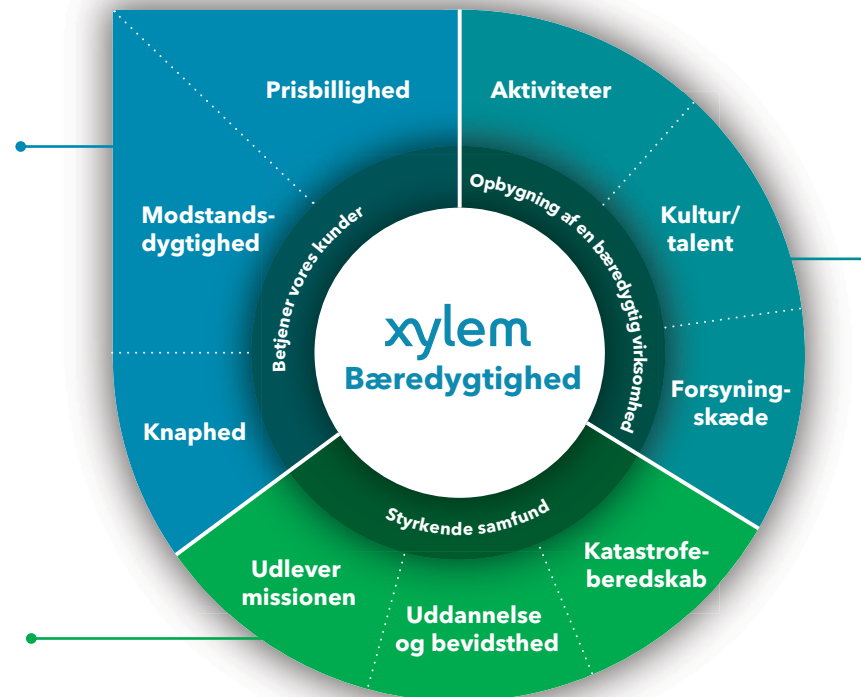 Prisbillighed
Aktiviteter
Modstands-
dygtighed
Kultur/
talent
Betjener vores kunder
Opbygning af en bæredygtig virksomhed
xylem
Bæredygtighed
Knaphed
Forsyning-
skæde
Styrkende samfund
Udlever
missionen
Uddannelse
og bevidsthed
Katastrofe-
beredskab